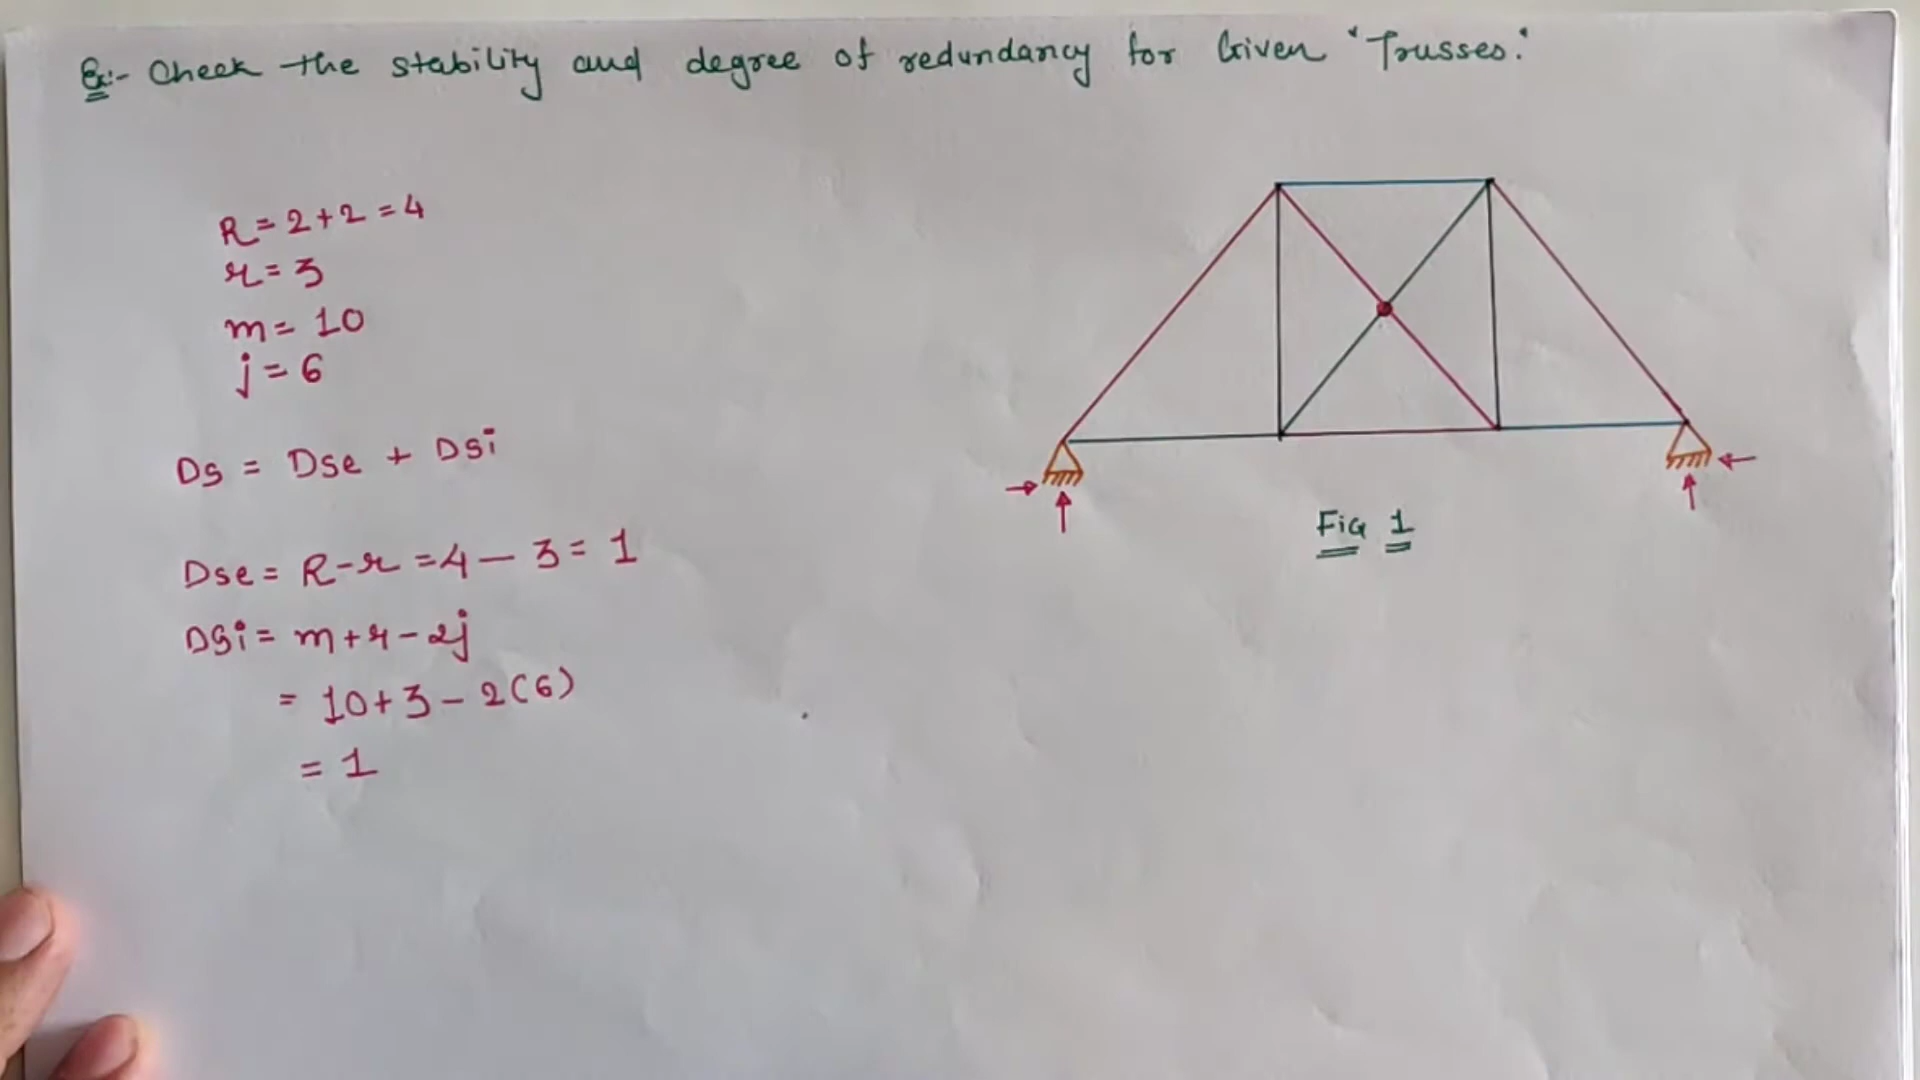 Ex:- Check the stability and degree of redundancy for Given "Trusses."
R = 2 + 2 = 4
r = 3
m = 10
j = 6
Ds = Dse + Dsi
Dse = R - r = 4 - 3 = 1
Dsi = m + r - 2j
= 10 + 3 - 2(6)
= 1
Fig 1